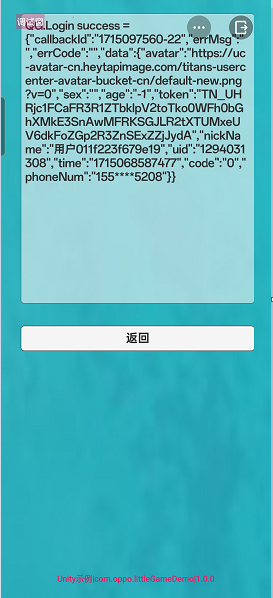 调试窗
QG.Login success =
{"callbackId":"1715097560-22","errMsg":"
","errCode":"","data":{"avatar":"https://uc
-avatar-cn.heytapimage.com/titans-userc
enter-avatar-bucket-cn/default-new.png
?v=0","sex":"","age":"-1","token":"TN_UH
Rjc1FCaFR3R1ZTbklpV2toTko0WFh0bG
hXMkE3SnAwMFRKSGJLR2tXTUMxeU
V6dkFoZGp2R3ZnSExZZjJydA","nickNa
me":"用户011f223f679e19","uid":"1294031
308","time":"1715068587477","code":"0","
phoneNum":"155****5208"}}
返回
Unity示例|com.oppo.littleGameDemo|1.0.0